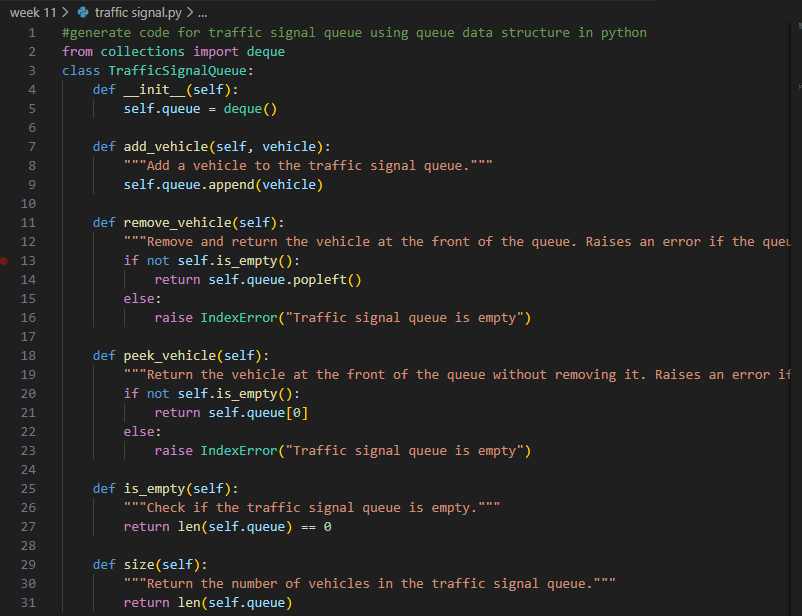 week 11 > traffic signal.py > ...
1 #generate code for traffic signal queue using queue data structure in python
2 from collections import deque
3 class TrafficSignalQueue:
4     def __init__(self):
5         self.queue = deque()
6
7     def add_vehicle(self, vehicle):
8         """Add a vehicle to the traffic signal queue."""
9         self.queue.append(vehicle)
10
11     def remove_vehicle(self):
12         """Remove and return the vehicle at the front of the queue. Raises an error if the queu
13         if not self.is_empty():
14             return self.queue.popleft()
15         else:
16             raise IndexError("Traffic signal queue is empty")
17
18     def peek_vehicle(self):
19         """Return the vehicle at the front of the queue without removing it. Raises an error if
20         if not self.is_empty():
21             return self.queue[0]
22         else:
23             raise IndexError("Traffic signal queue is empty")
24
25     def is_empty(self):
26         """Check if the traffic signal queue is empty."""
27         return len(self.queue) == 0
28
29     def size(self):
30         """Return the number of vehicles in the traffic signal queue."""
31         return len(self.queue)